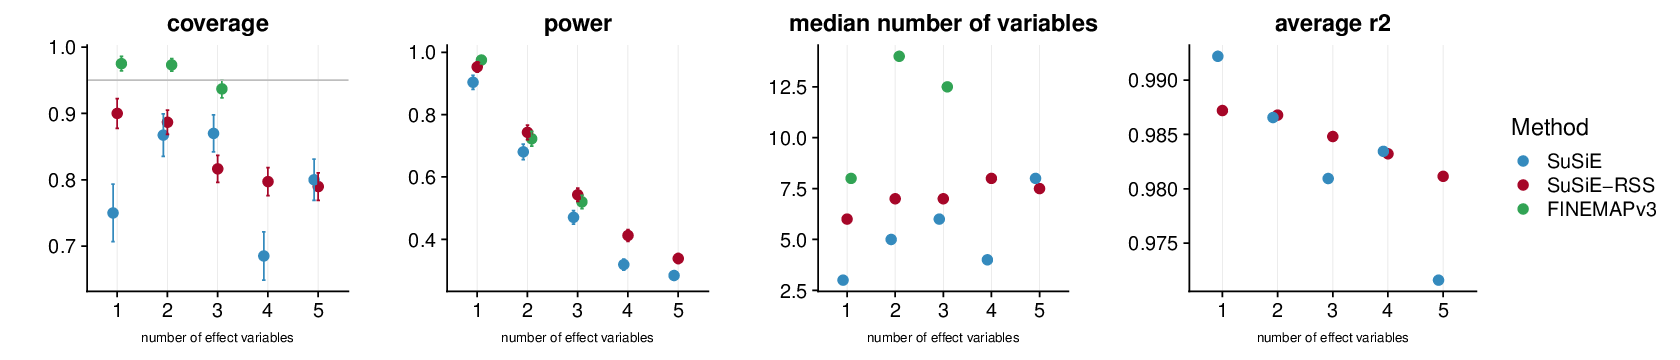 coverage
1.0
0.9
0.8
0.7
1 2 3 4 5
number of effect variables
power
1.0
0.8
0.6
0.4
1 2 3 4 5
number of effect variables
median number of variables
12.5
10.0
7.5
5.0
2.5
1 2 3 4 5
number of effect variables
average r2
0.990
0.985
0.980
0.975
1 2 3 4 5
number of effect variables
Method
SuSiE
SuSiE−RSS
FINEMAPv3